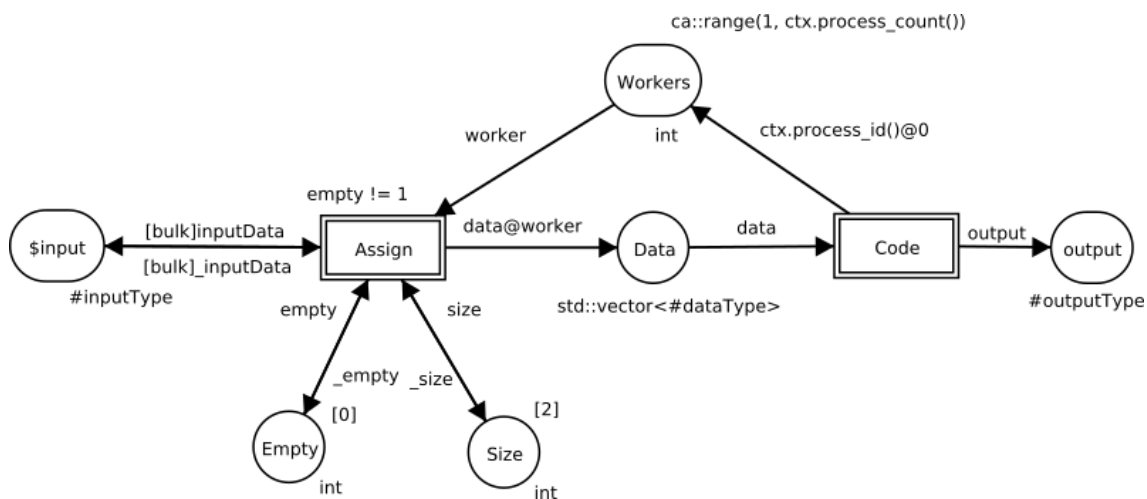 ca::range(1, ctx.process_count())
Workers
int
worker
ctx.process_id()@0
empty != 1
$input
[bulk]inputData
[bulk]_inputData
#inputType
Assign
data@worker
Data
std::vector<#dataType>
data
Code
output
output
#outputType
empty
size
_empty
_size
[0]
Empty
int
[2]
Size
int